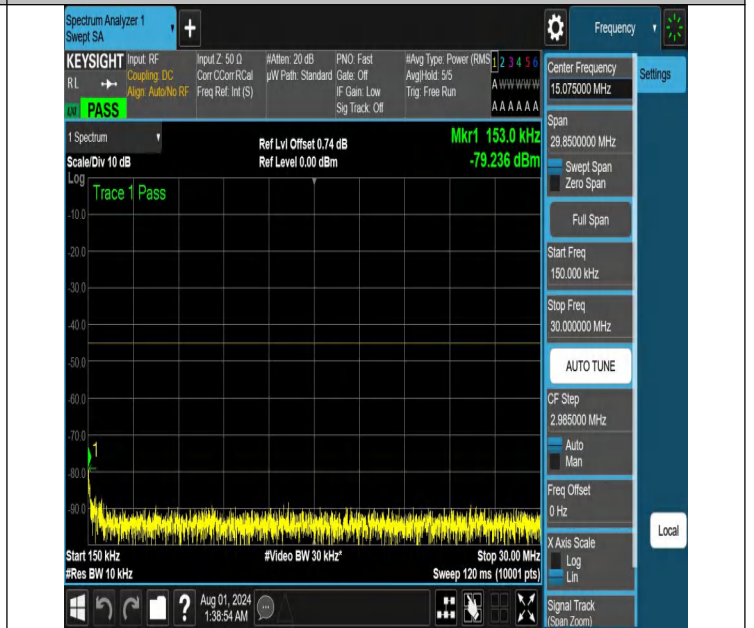 Spectrum Analyzer 1
Swept SA
+
Frequency
KEYSIGHT
RL
PASS
Input: RF
Coupling: DC
Align: Auto/No RF
Input Z: 50 Ω
Corr CCorr RCal
Freq Ref: Int (S)
#Atten: 20 dB
µW Path: Standard
PNO: Fast
Gate: Off
IF Gain: Low
Sig Track: Off
#Avg Type: Power (RMS
Avg|Hold: 5/5
Trig: Free Run
1 2 3 4 5 6
A W W W W W
A A A A A A
Center Frequency
15.075000 MHz
Settings
Span
29.8500000 MHz
Swept Span
Zero Span
Full Span
Start Freq
150.000 kHz
Stop Freq
30.000000 MHz
AUTO TUNE
CF Step
2.985000 MHz
Auto
Man
Freq Offset
0 Hz
X Axis Scale
Log
Lin
Signal Track
(Span Zoom)
Local
1 Spectrum
Scale/Div 10 dB
Ref Lvl Offset 0.74 dB
Ref Level 0.00 dBm
Mkr1 153.0 kHz
-79.236 dBm
Log
Trace 1 Pass
-10.0
-20.0
-30.0
-40.0
-50.0
-60.0
-70.0
1
-80.0
-90.0
Start 150 kHz
#Res BW 10 kHz
#Video BW 30 kHz*
Stop 30.00 MHz
Sweep 120 ms (10001 pts)
?
Aug 01, 2024
1:38:54 AM